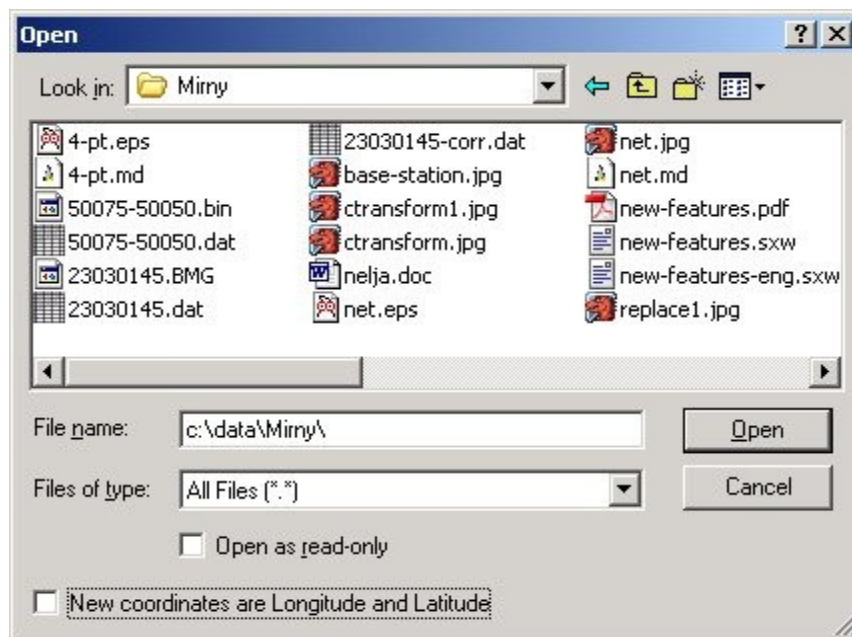 Open
Look in: Mirny
4-pt.eps
4-pt.md
50075-50050.bin
50075-50050.dat
23030145.BMG
23030145.dat
23030145-corr.dat
base-station.jpg
ctransform1.jpg
ctransform.jpg
nelja.doc
net.eps
net.jpg
net.md
new-features.pdf
new-features.sxw
new-features-eng.sxw
replace1.jpg
File name: c:\data\Mirny\ Open
Files of type: All Files (*.*) Cancel
Open as read-only
New coordinates are Longitude and Latitude